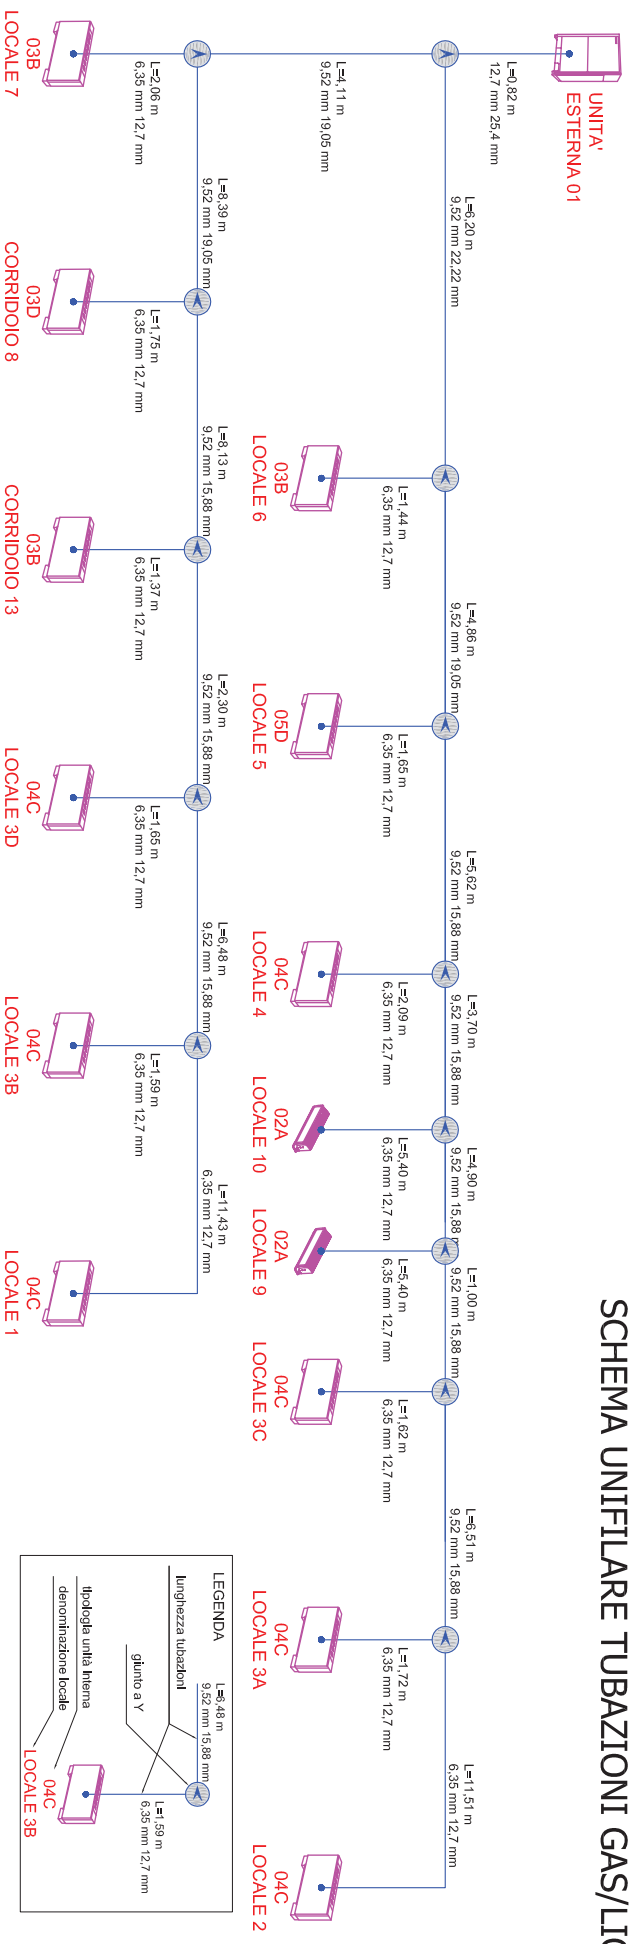 SCHEMA UNIFILARE TUBAZIONI GAS/LIQ
UNITA'
ESTERNA 01
L=0,82 m
12,7 mm 25,4 mm
L=6,20 m
9,52 mm 22,22 mm
L=4,86 m
9,52 mm 19,05 mm
L=5,62 m
9,52 mm 15,88 mm
L=3,70 m
9,52 mm 15,88 mm
L=4,90 m
9,52 mm 15,88 mm
L=1,00 m
9,52 mm 15,88 mm
L=6,51 m
9,52 mm 15,88 mm
L=11,51 m
6,35 mm 12,7 mm
L=1,44 m
6,35 mm 12,7 mm
L=1,65 m
6,35 mm 12,7 mm
L=2,09 m
6,35 mm 12,7 mm
L=5,40 m
6,35 mm 12,7 mm
L=5,40 m
6,35 mm 12,7 mm
L=1,62 m
6,35 mm 12,7 mm
L=1,72 m
6,35 mm 12,7 mm
L=4,11 m
9,52 mm 19,05 mm
03B
LOCALE 6
05D
LOCALE 5
04C
LOCALE 4
02A
LOCALE 10
02A
LOCALE 9
04C
LOCALE 3C
04C
LOCALE 3A
04C
LOCALE 2
L=8,39 m
9,52 mm 19,05 mm
L=8,13 m
9,52 mm 15,88 mm
L=2,30 m
9,52 mm 15,88 mm
L=6,48 m
9,52 mm 15,88 mm
L=11,43 m
6,35 mm 12,7 mm
L=2,06 m
6,35 mm 12,7 mm
L=1,75 m
6,35 mm 12,7 mm
L=1,37 m
6,35 mm 12,7 mm
L=1,65 m
6,35 mm 12,7 mm
L=1,59 m
6,35 mm 12,7 mm
03B
LOCALE 7
03D
CORRIDOIO 8
03B
CORRIDOIO 13
04C
LOCALE 3D
04C
LOCALE 3B
04C
LOCALE 1
LEGENDA
L=6,48 m
9,52 mm 15,88 mm
lunghezza tubazioni
giunto a Y
L=1,59 m
6,35 mm 12,7 mm
tipologia unità interna
denominazione locale
04C
LOCALE 3B